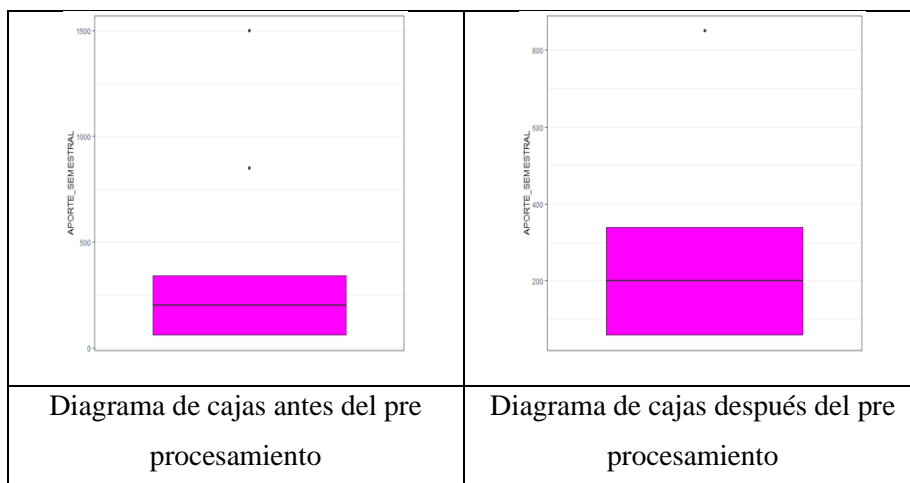 1500
1000
500
0
APORTE_SEMESTRAL
800
600
400
200
APORTE_SEMESTRAL
Diagrama de cajas antes del pre
procesamiento
Diagrama de cajas después del pre
procesamiento